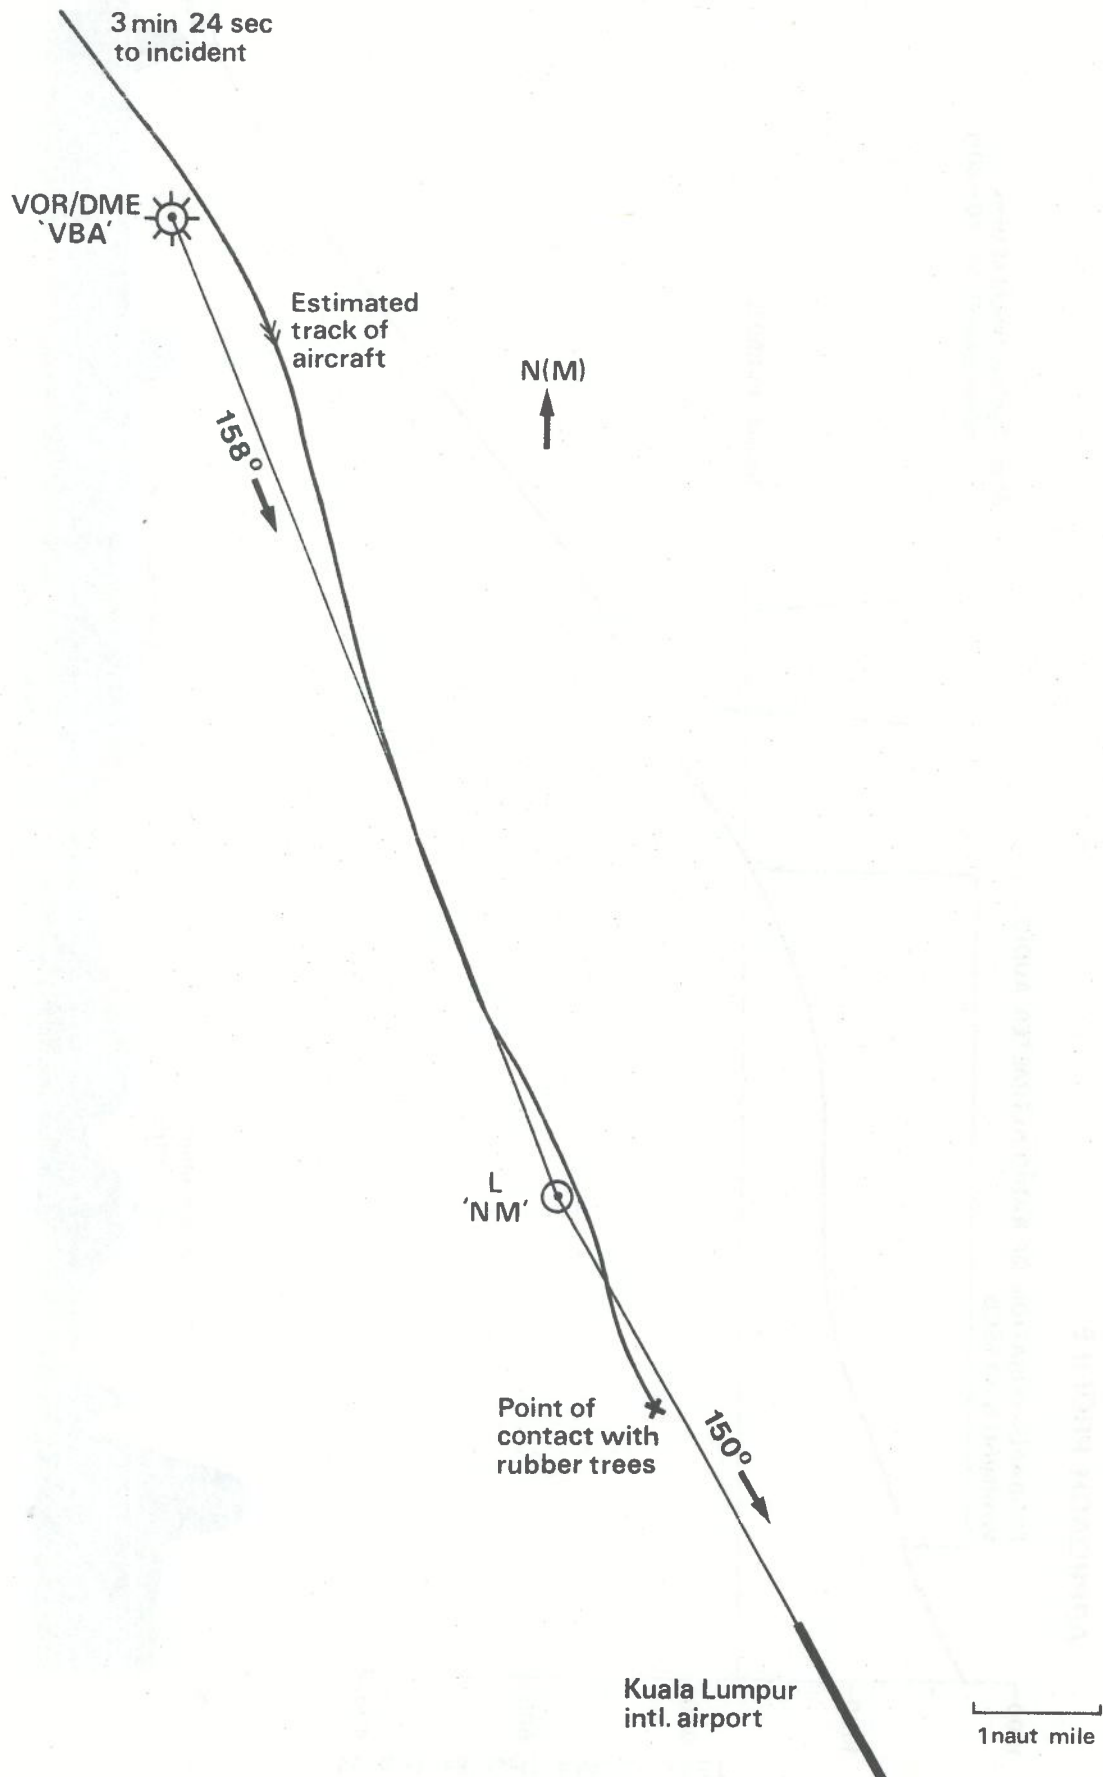 3 min 24 sec
to incident
VOR/DME
`VBA'
Estimated
track of
aircraft
N(M)
158°
L
'NM'
Point of
contact with
rubber trees
150°
Kuala Lumpur
intl. airport
1 naut mile